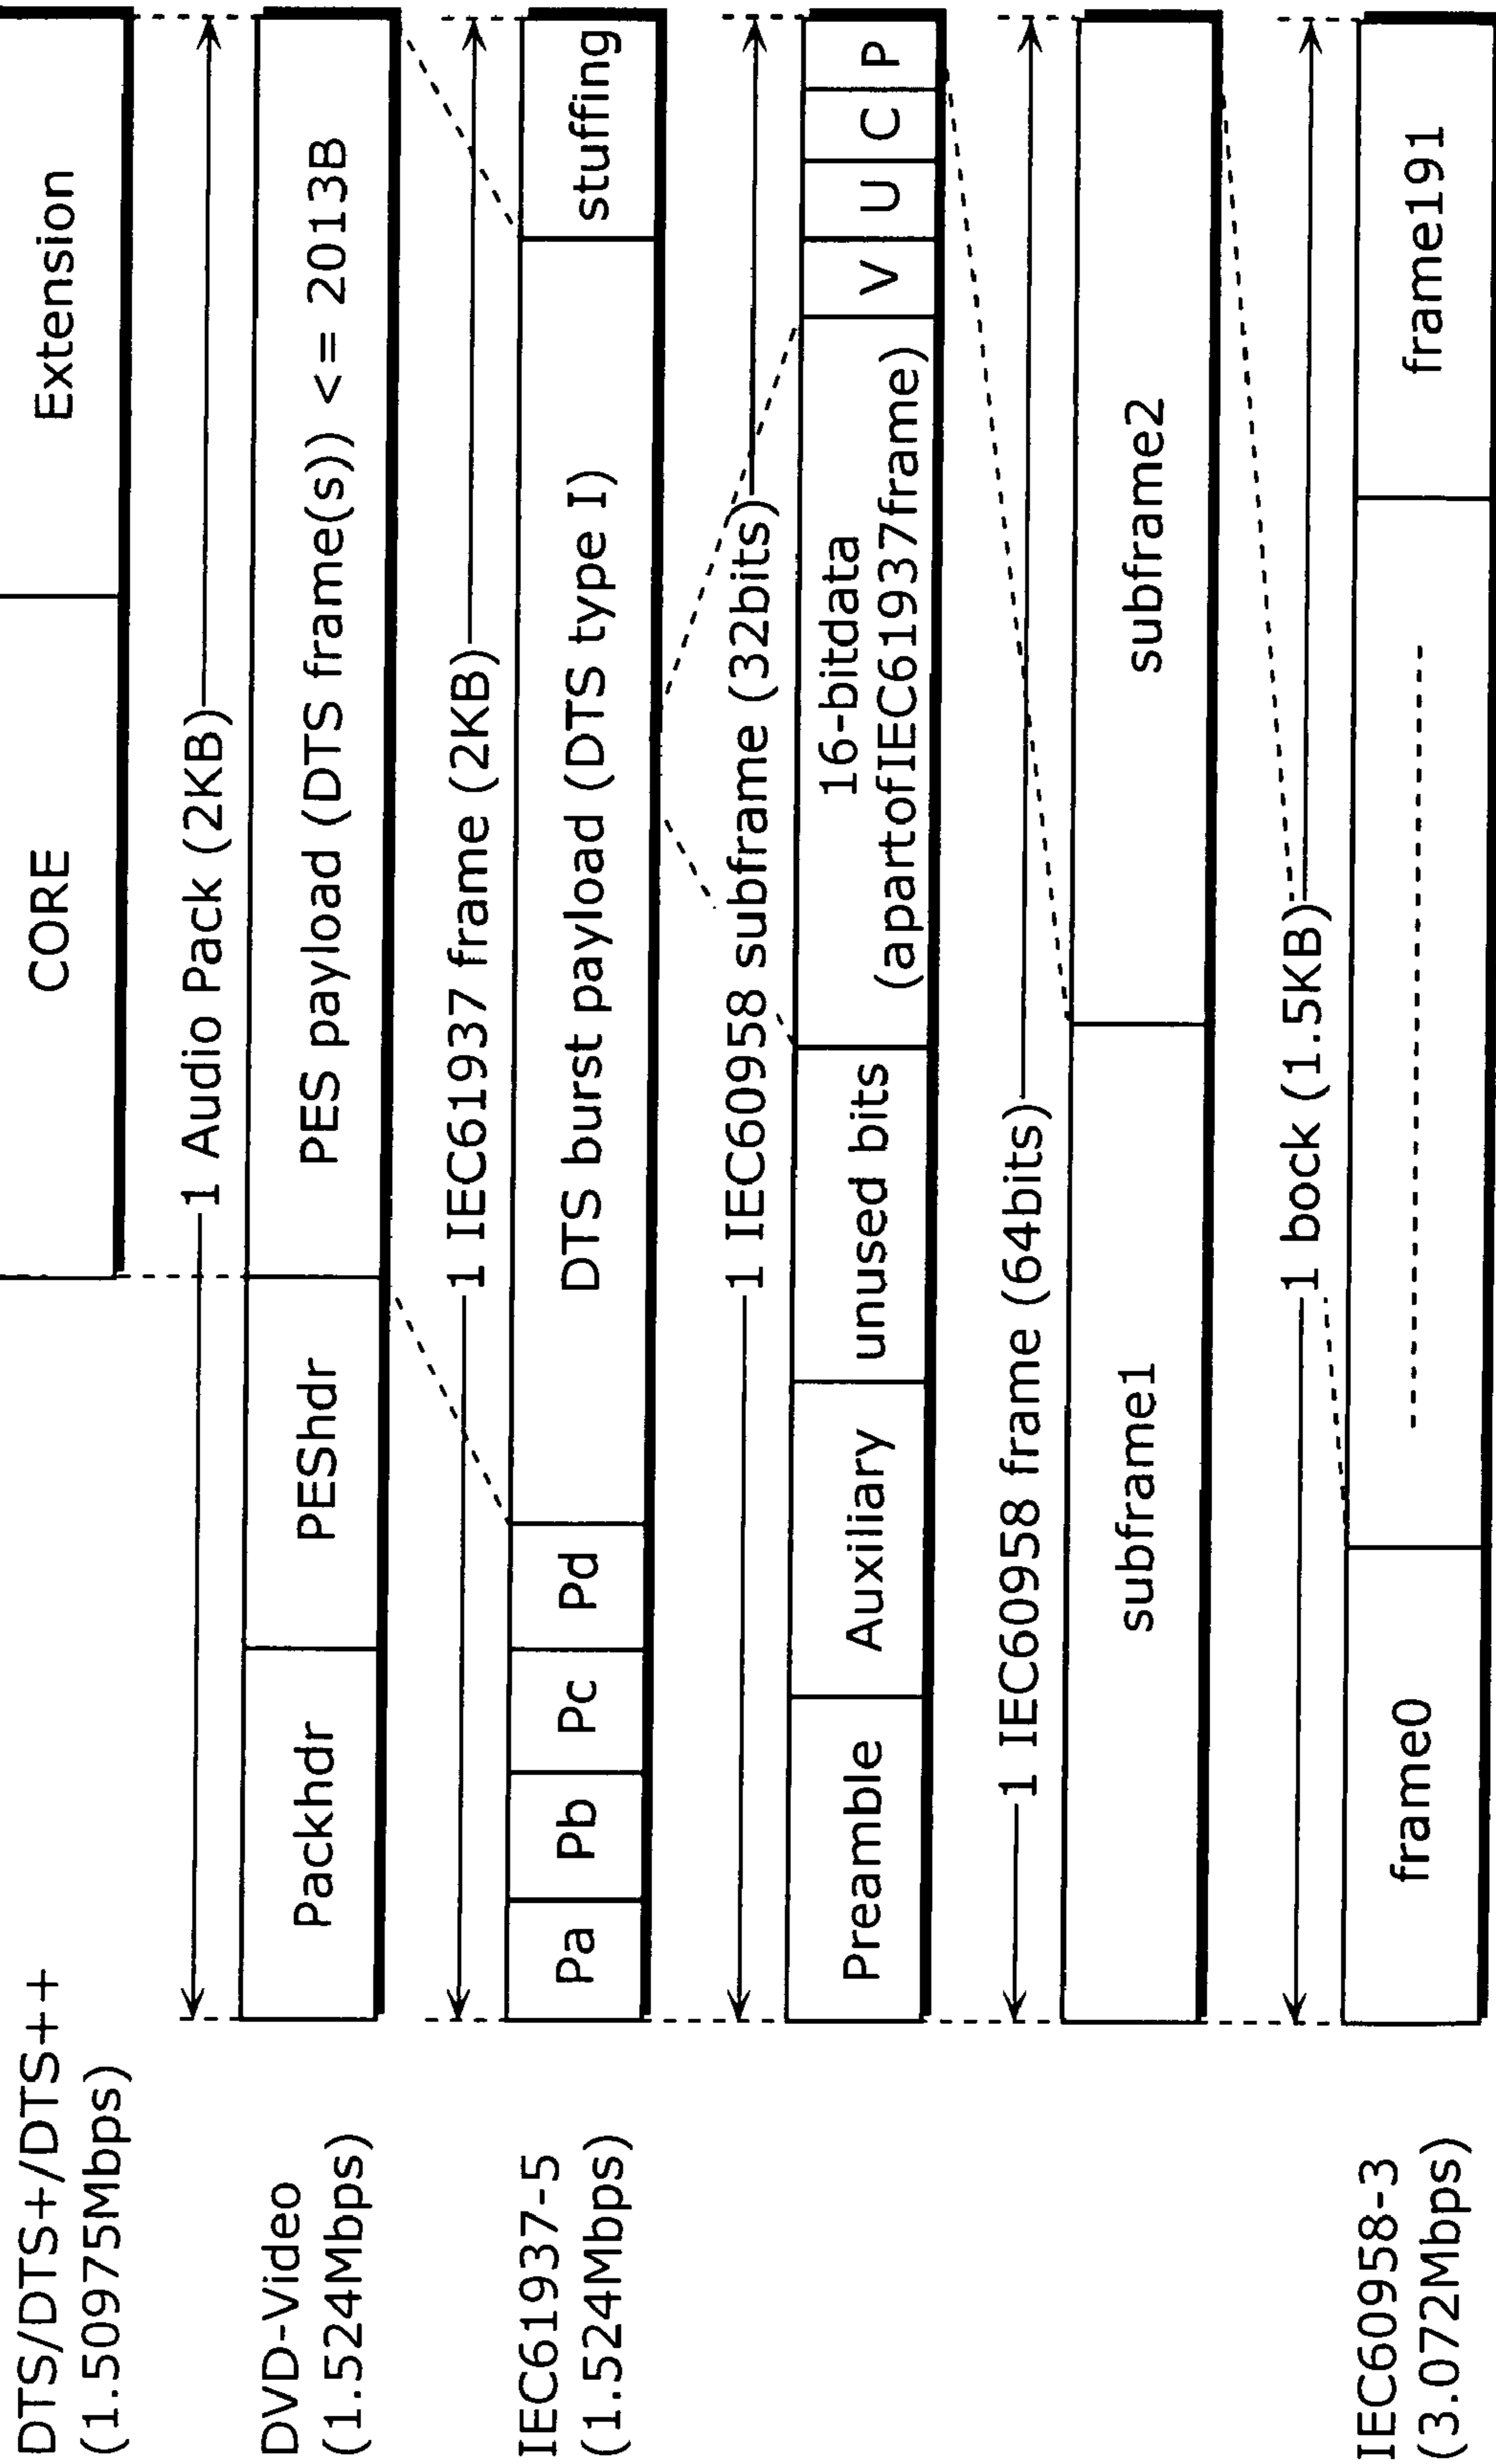 DTS/DTS+/DTS++
(1.50975Mbps)
CORE
Extension
1 Audio Pack (2KB)
DVD-Video
(1.524Mbps)
Packhdr
PEShdr
PES payload (DTS frame(s)) <= 2013B
1 IEC61937 frame (2KB)
IEC61937-5
(1.524Mbps)
Pa
Pb
Pc
Pd
DTS burst payload (DTS type I)
stuffing
1 IEC60958 subframe (32bits)
Preamble
Auxiliary
unused bits
16-bitdata
(apartofIEC61937frame)
V
U
C
P
1 IEC60958 frame (64bits)
subframe1
subframe2
1 bock (1.5KB)
IEC60958-3
(3.072Mbps)
frame0
frame191